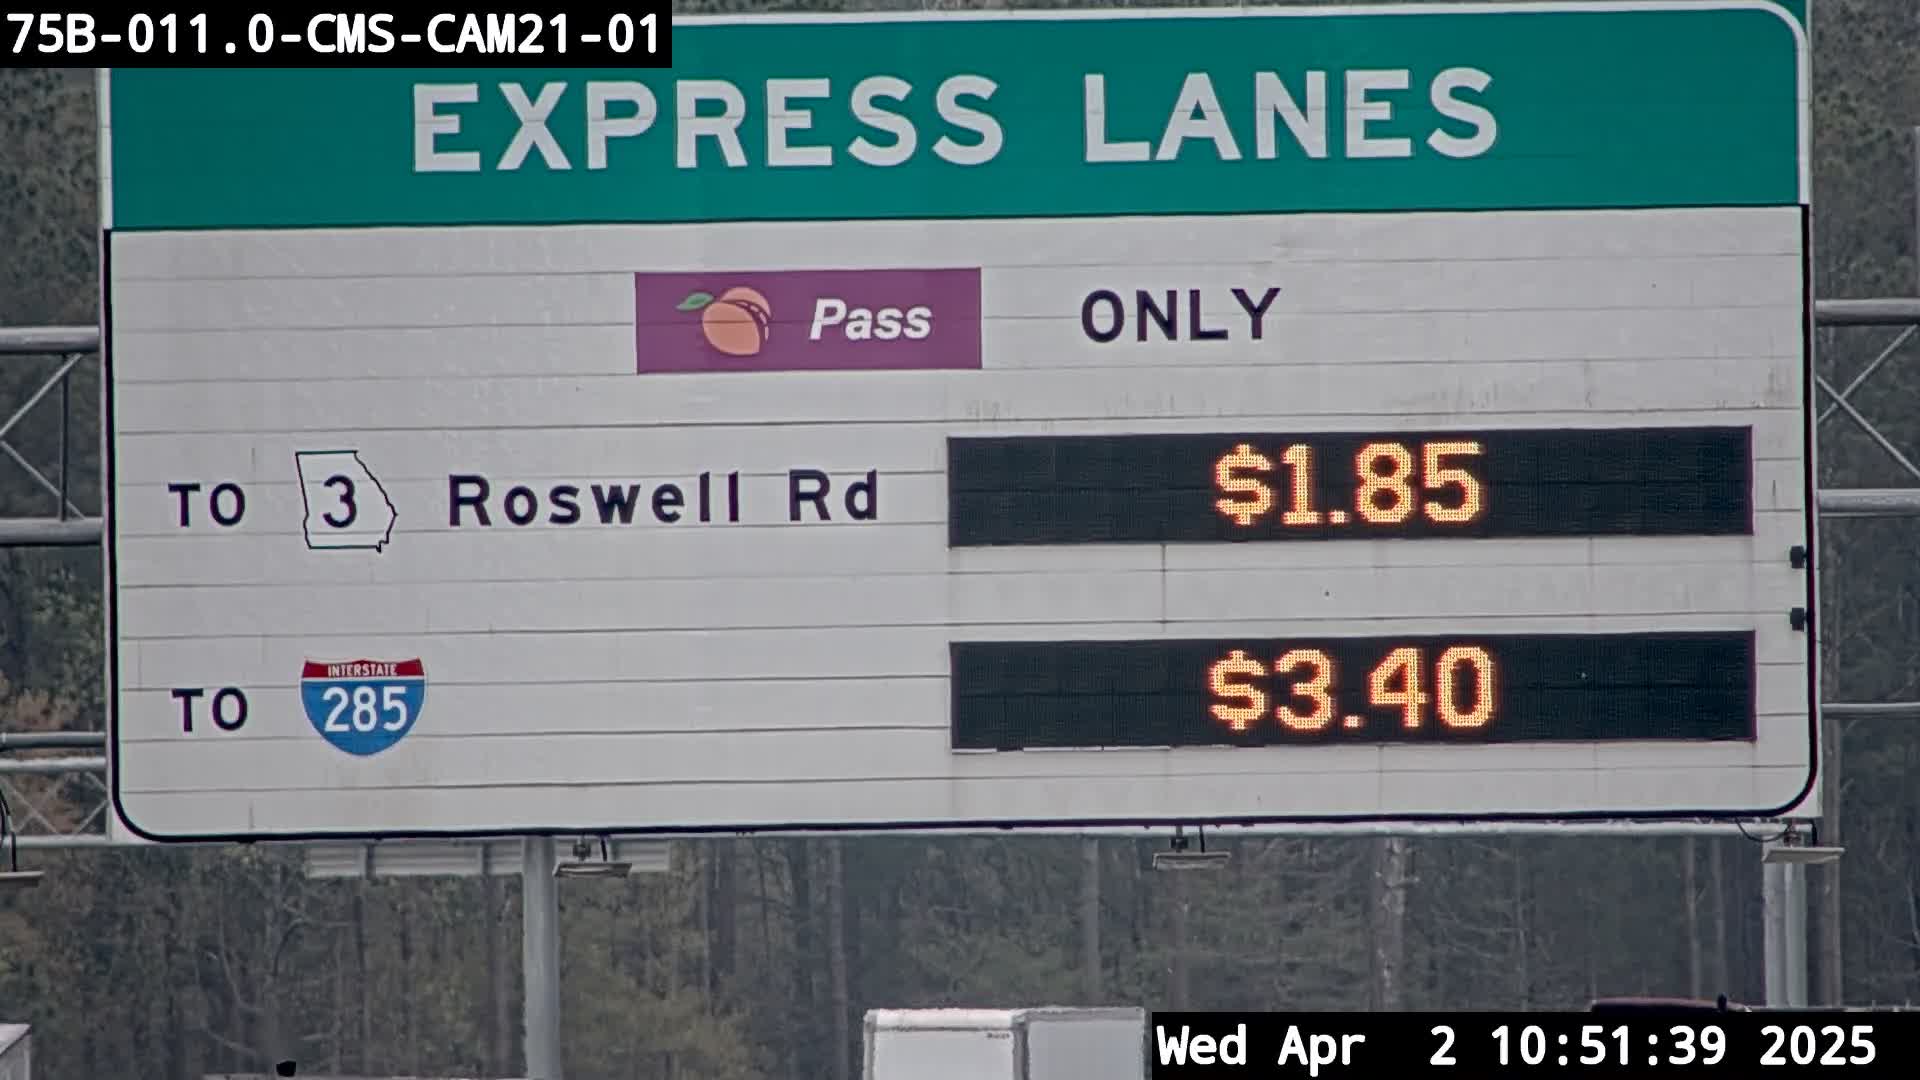 75B-011.0-CMS-CAM21-01
EXPRESS LANES
Pass ONLY
TO 3 Roswell Rd $1.85
INTERSTATE
TO 285 $3.40
Wed Apr 2 10:51:39 2025